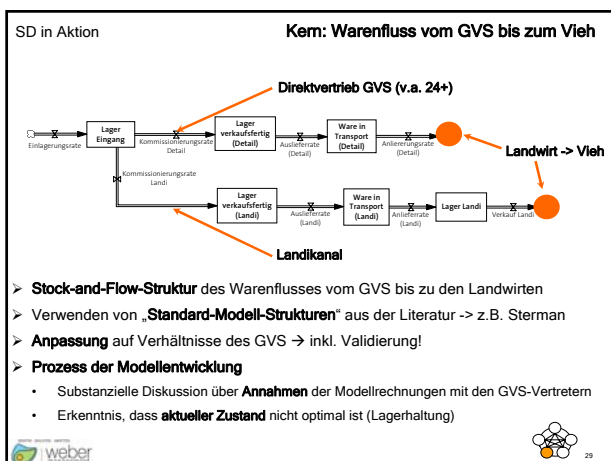 SD in Aktion
Kern: Warenfluss vom GVS bis zum Vieh
Direktvertrieb GVS (v.a. 24+)
Lager
Eingang
Lager
verkaufsfertig
(Detail)
Ware in
Transport
(Detail)
Einlagerungsrate
Kommissionierungsrate
Detail
Auslieferrate
(Detail)
Anliererungsrate
(Detail)
Landwirt -> Vieh
Kommissionierungsrate
Landi
Lager
verkaufsfertig
(Landi)
Ware in
Transport
(Landi)
Lager Landi
Auslieferrate
(Landi)
Anlieferrate
(Landi)
Verkauf Landi
Landikanal
➢ Stock-and-Flow-Struktur des Warenflusses vom GVS bis zu den Landwirten
➢ Verwenden von „Standard-Modell-Strukturen“ aus der Literatur -> z.B. Sterman
➢ Anpassung auf Verhältnisse des GVS → inkl. Validierung!
➢ Prozess der Modellentwicklung
• Substanzielle Diskussion über Annahmen der Modellrechnungen mit den GVS-Vertretern
• Erkenntnis, dass aktueller Zustand nicht optimal ist (Lagerhaltung)
weber
29